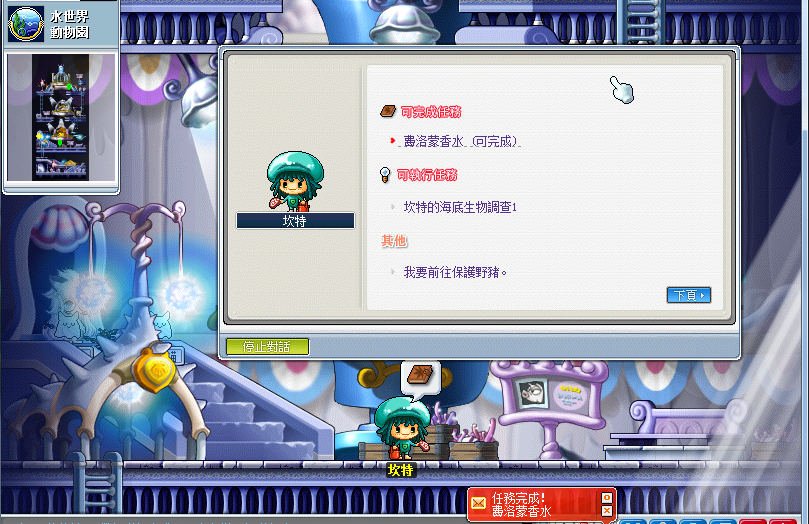 水世界
動物園
可完成任務
費洛蒙香水 (可完成)
可執行任務
坎特的海底生物調查1
其他
我要前往保護野豬。
坎特
下頁
停止對話
坎特
任務完成!
費洛蒙香水